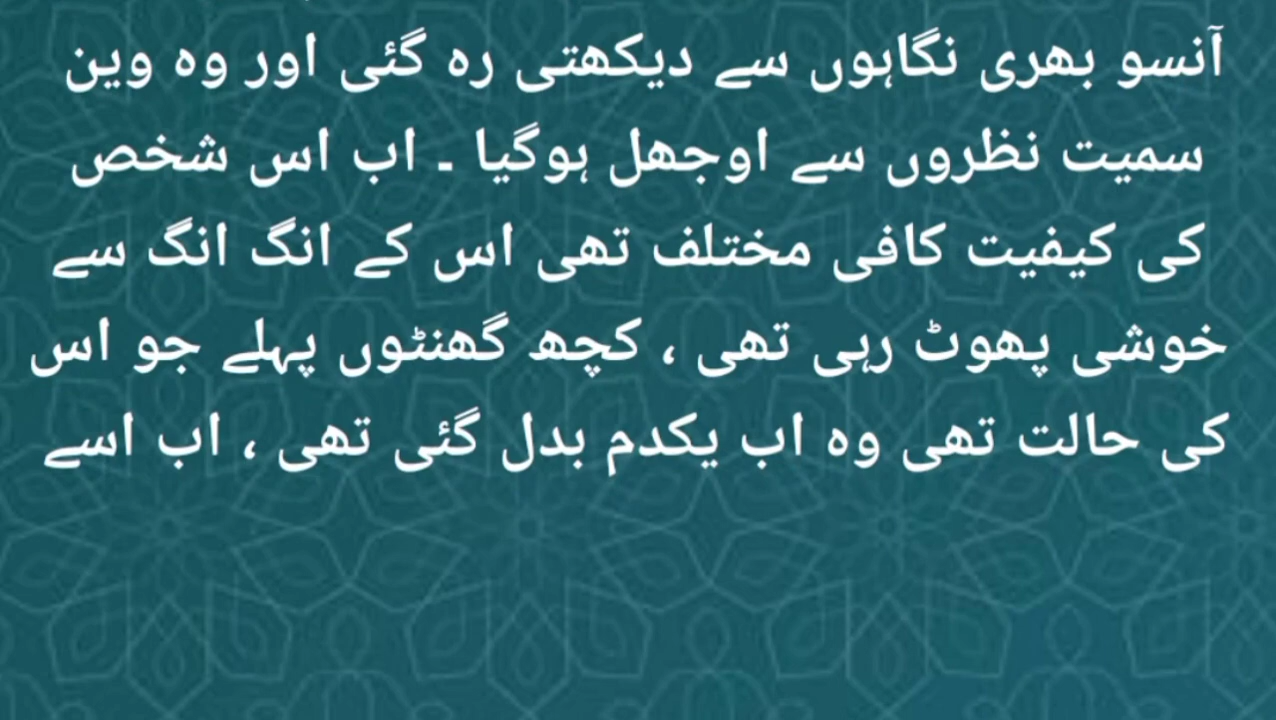 آنسو بھری نگاہوں سے دیکھتی رہ گئی اور وہ وین
سمیت نظروں سے اوجھل ہوگیا ۔ اب اس شخص
کی کیفیت کافی مختلف تھی اس کے انگ انگ سے
خوشی پھوٹ رہی تھی ، کچھ گھنٹوں پہلے جو اس
کی حالت تھی وہ اب یکدم بدل گئی تھی ، اب اسے